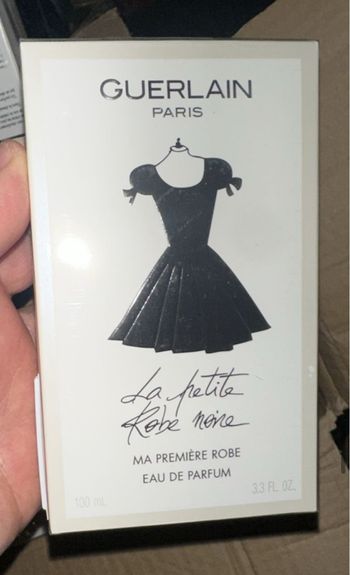 GUERLAIN
PARIS
La petite
Robe noire
MA PREMIÈRE ROBE
EAU DE PARFUM
100 mL
3.3 FL. OZ.